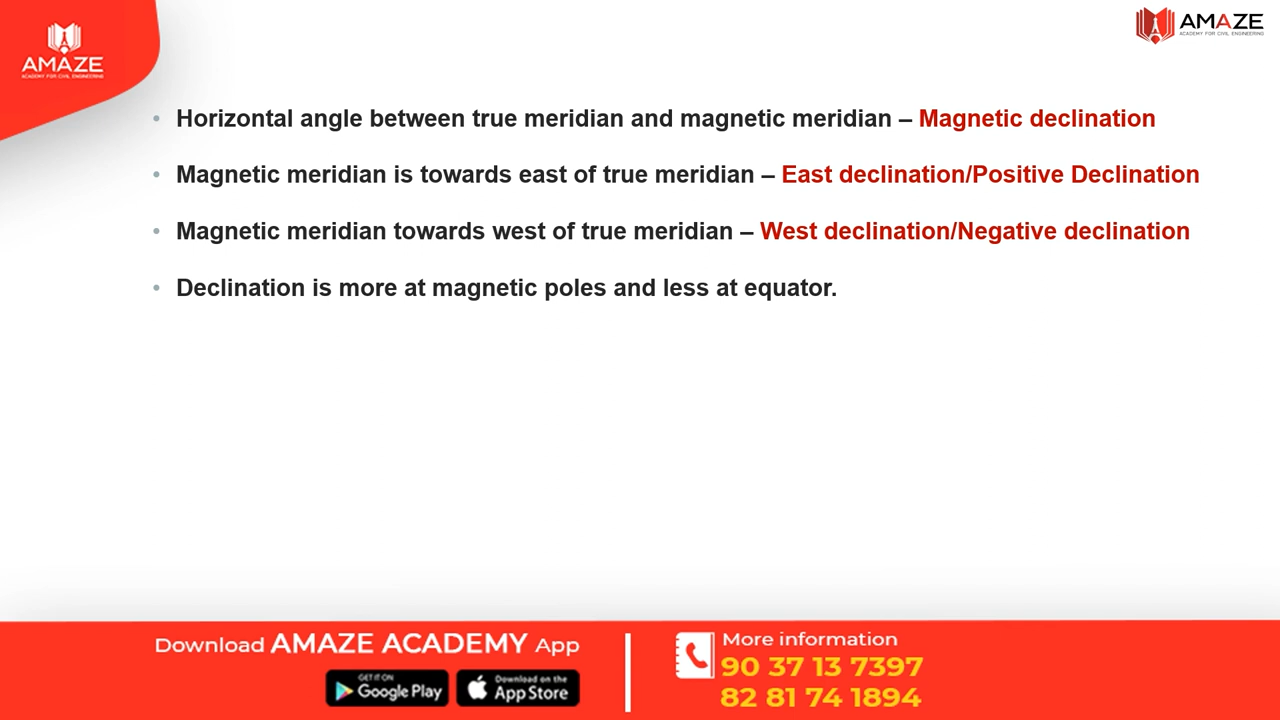 AMAZE
ACADEMY FOR CIVIL ENGINEERING
AMAZE
ACADEMY FOR CIVIL ENGINEERING
• Horizontal angle between true meridian and magnetic meridian – Magnetic declination
• Magnetic meridian is towards east of true meridian – East declination/Positive Declination
• Magnetic meridian towards west of true meridian – West declination/Negative declination
• Declination is more at magnetic poles and less at equator.
Download AMAZE ACADEMY App
GET IT ON
Google Play
Download on the
App Store
More information
90 37 13 7397
82 81 74 1894